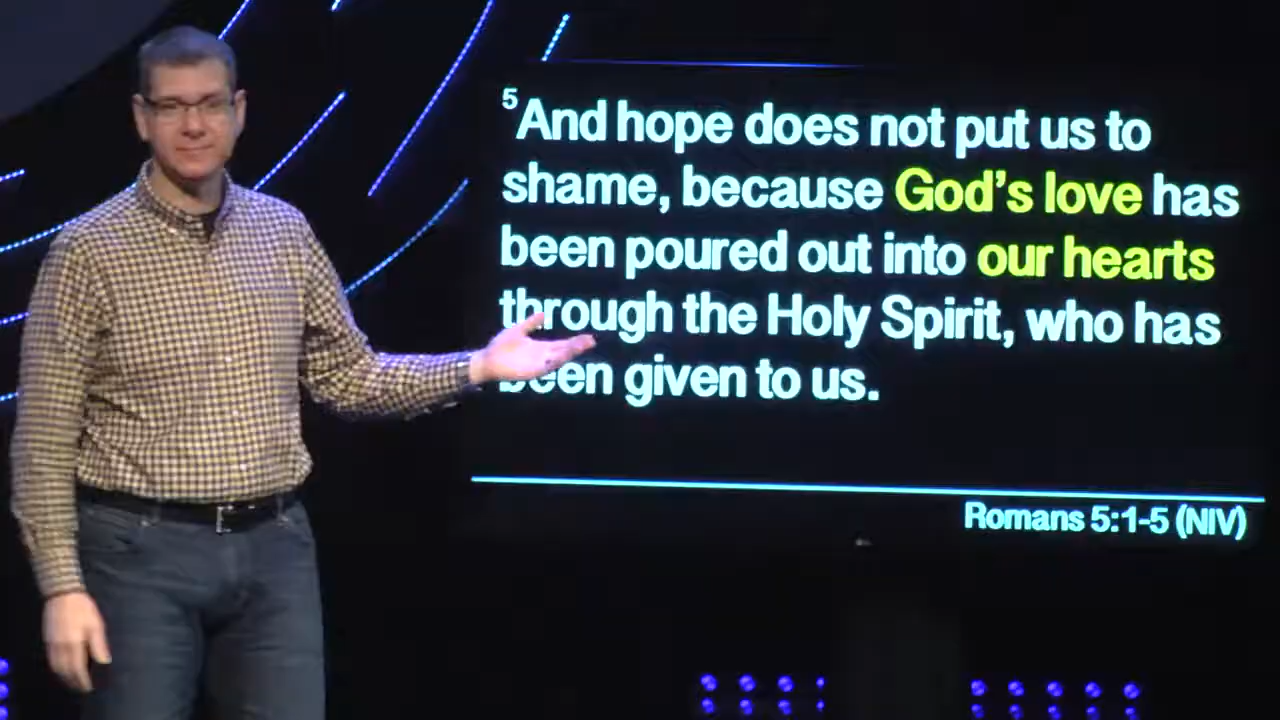 5And hope does not put us to
shame, because God's love has
been poured out into our hearts
through the Holy Spirit, who has
been given to us.
Romans 5:1-5 (NIV)